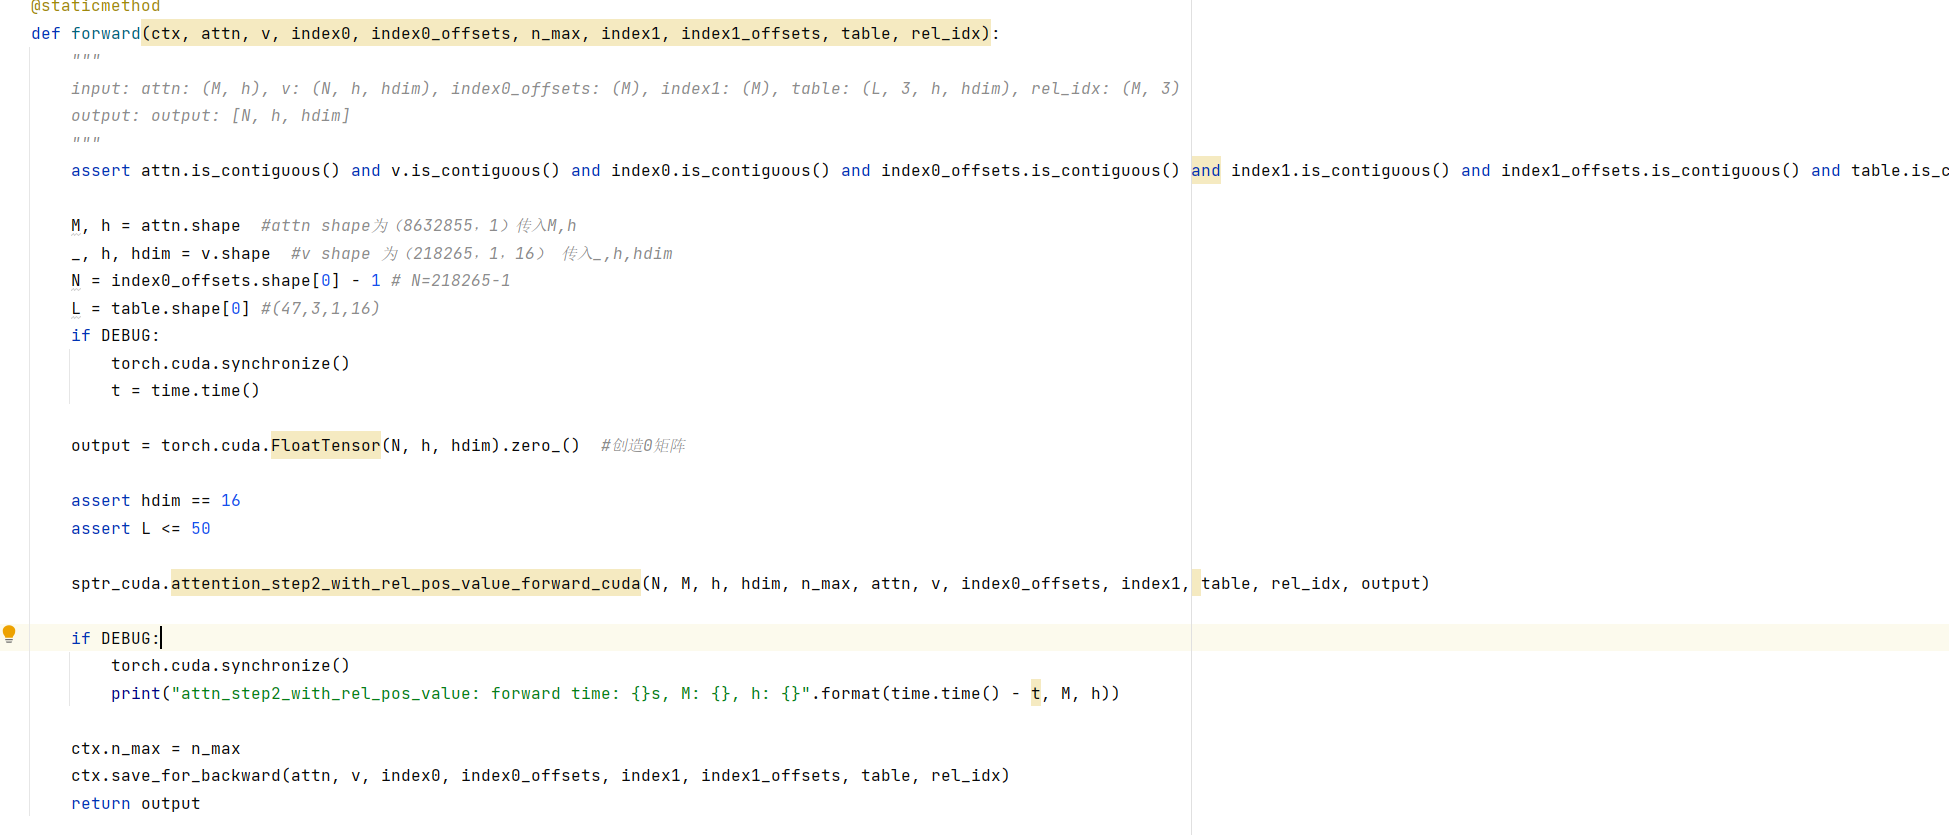 @staticmethod
def forward(ctx, attn, v, index0, index0_offsets, n_max, index1, index1_offsets, table, rel_idx):
"""
input: attn: (M, h), v: (N, h, hdim), index0_offsets: (M), index1: (M), table: (L, 3, h, hdim), rel_idx: (M, 3)
output: output: [N, h, hdim]
"""
assert attn.is_contiguous() and v.is_contiguous() and index0.is_contiguous() and index0_offsets.is_contiguous() and index1.is_contiguous() and index1_offsets.is_contiguous() and table.is_c
M, h = attn.shape  #attn shape为（8632855，1）传入M,h
_, h, hdim = v.shape  #v shape 为（218265，1，16） 传入_,h,hdim
N = index0_offsets.shape[0] - 1 # N=218265-1
L = table.shape[0] #(47,3,1,16)
if DEBUG:
torch.cuda.synchronize()
t = time.time()
output = torch.cuda.FloatTensor(N, h, hdim).zero_()  #创造0矩阵
assert hdim == 16
assert L <= 50
sptr_cuda.attention_step2_with_rel_pos_value_forward_cuda(N, M, h, hdim, n_max, attn, v, index0_offsets, index1, table, rel_idx, output)
if DEBUG:
torch.cuda.synchronize()
print("attn_step2_with_rel_pos_value: forward time: {}s, M: {}, h: {}".format(time.time() - t, M, h))
ctx.n_max = n_max
ctx.save_for_backward(attn, v, index0, index0_offsets, index1, index1_offsets, table, rel_idx)
return output